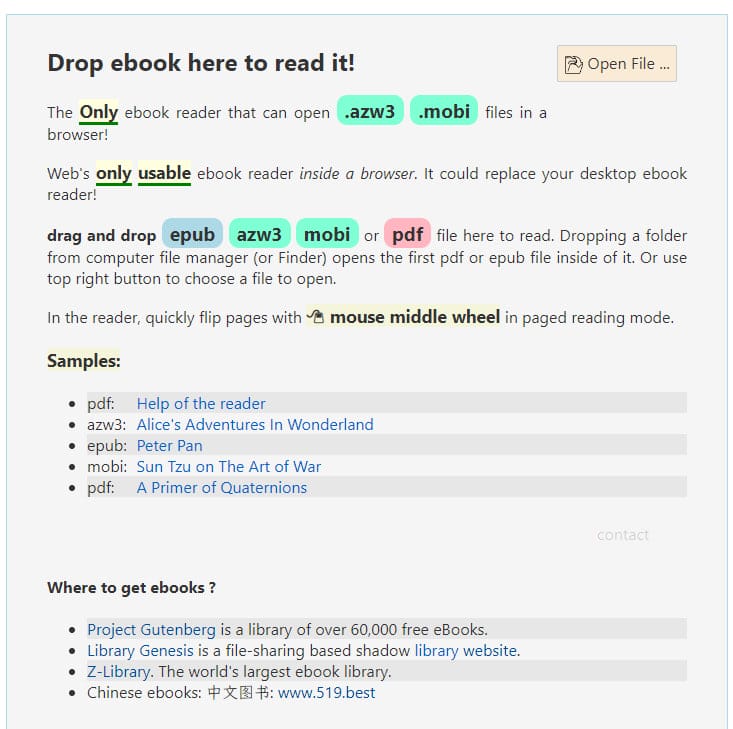 Drop ebook here to read it!
Open File ...
The Only ebook reader that can open .azw3 .mobi files in a
browser!
Web's only usable ebook reader inside a browser. It could replace your desktop ebook
reader!
drag and drop epub azw3 mobi or pdf file here to read. Dropping a folder
from computer file manager (or Finder) opens the first pdf or epub file inside of it. Or use
top right button to choose a file to open.
In the reader, quickly flip pages with mouse middle wheel in paged reading mode.
Samples:
pdf: Help of the reader
azw3: Alice's Adventures In Wonderland
epub: Peter Pan
mobi: Sun Tzu on The Art of War
pdf: A Primer of Quaternions
contact
Where to get ebooks ?
Project Gutenberg is a library of over 60,000 free eBooks.
Library Genesis is a file-sharing based shadow library website.
Z-Library. The world's largest ebook library.
Chinese ebooks: 中文图书: www.519.best